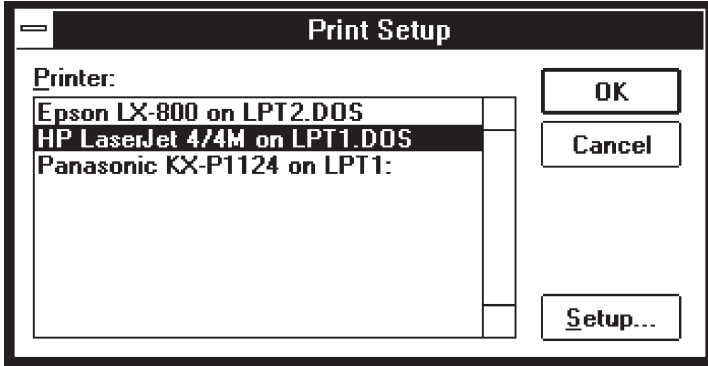 Print Setup
Printer:
Epson LX-800 on LPT2.DOS
HP LaserJet 4/4M on LPT1.DOS
Panasonic KX-P1124 on LPT1:
OK
Cancel
Setup...